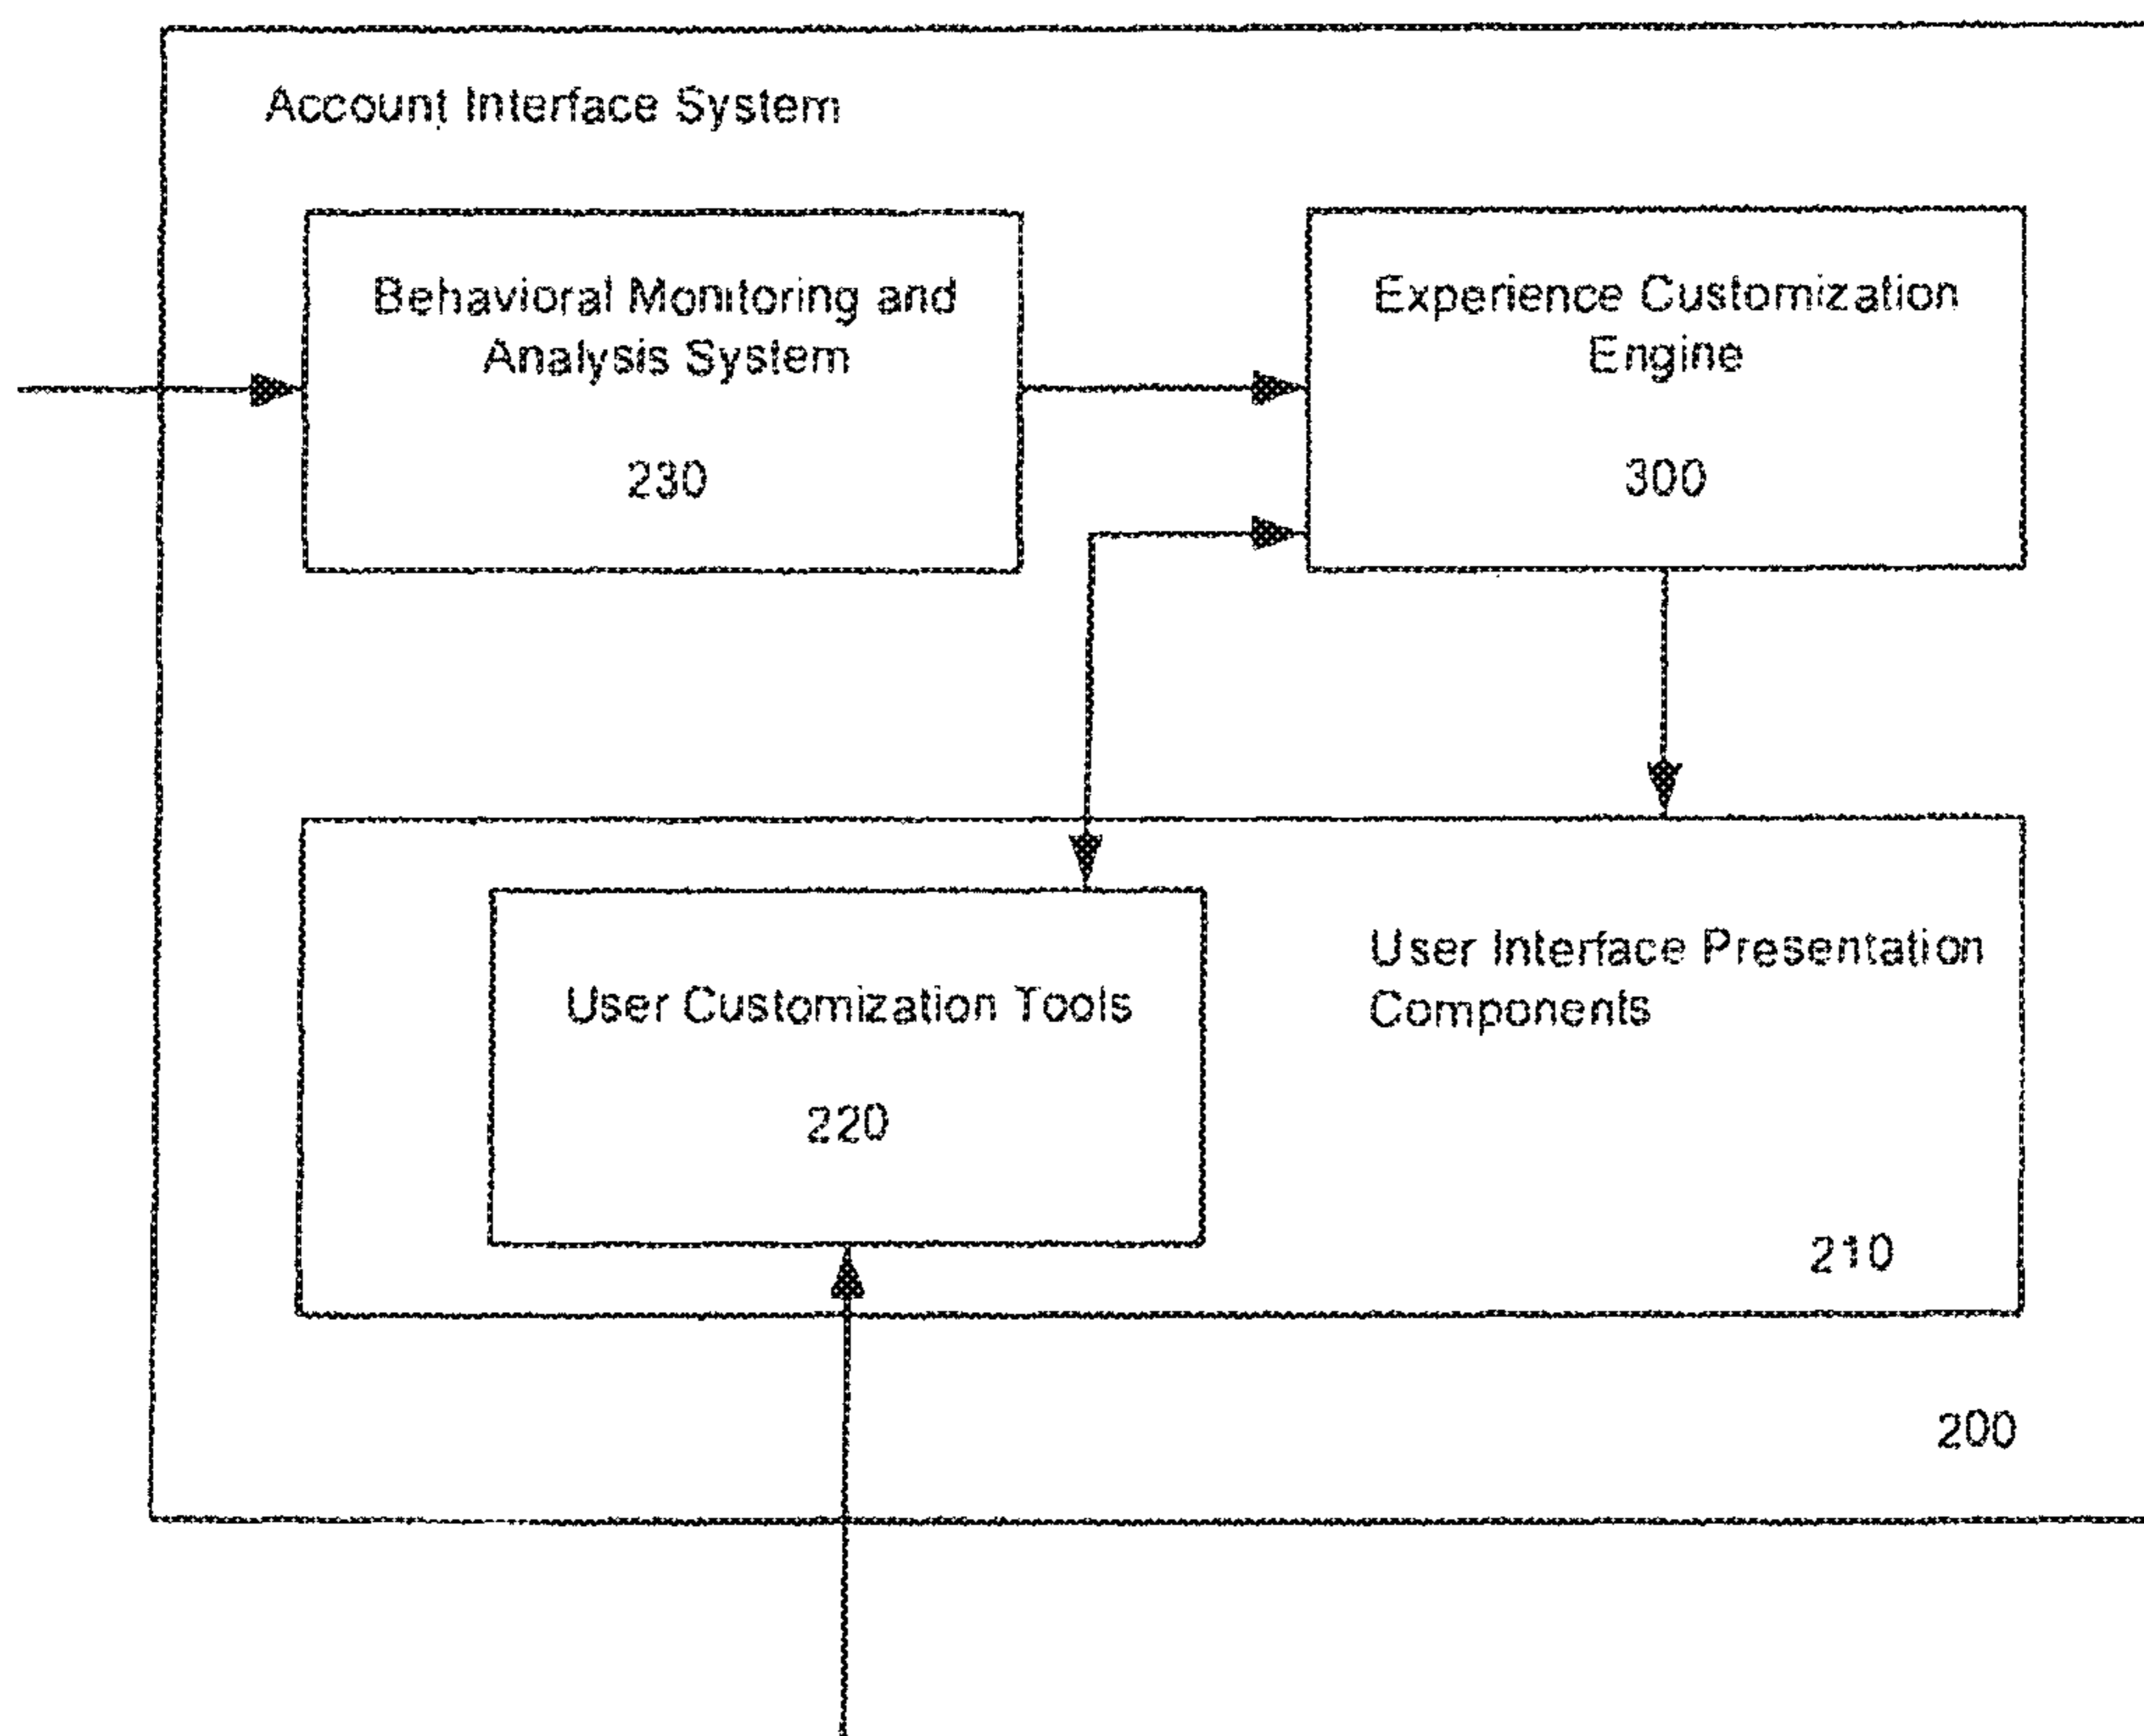 Account Interface System
Behavioral Monitoring and
Analysis System
230
Experience Customization
Engine
300
User Customization Tools
220
User Interface Presentation
Components
210
200